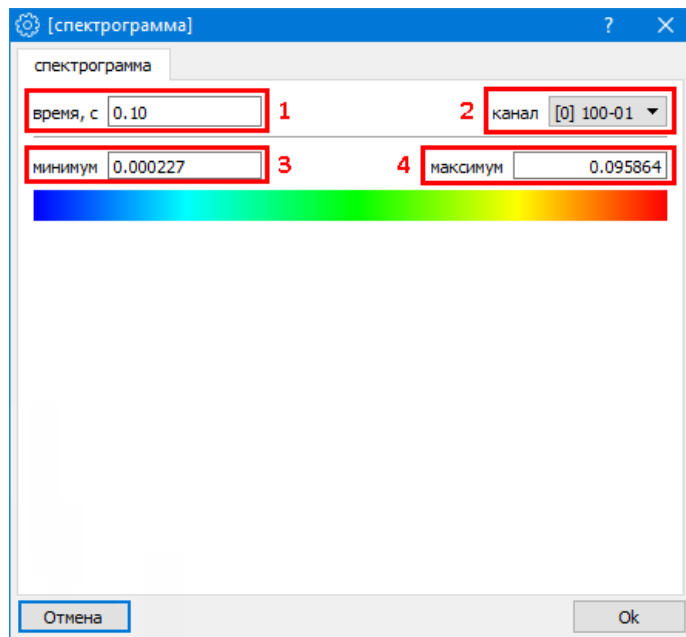 [спектрограмма] ?
спектрограмма
время, с 0.10 1 2 канал [0] 100-01
минимум 0.000227 3 4 максимум 0.095864
Отмена Ok